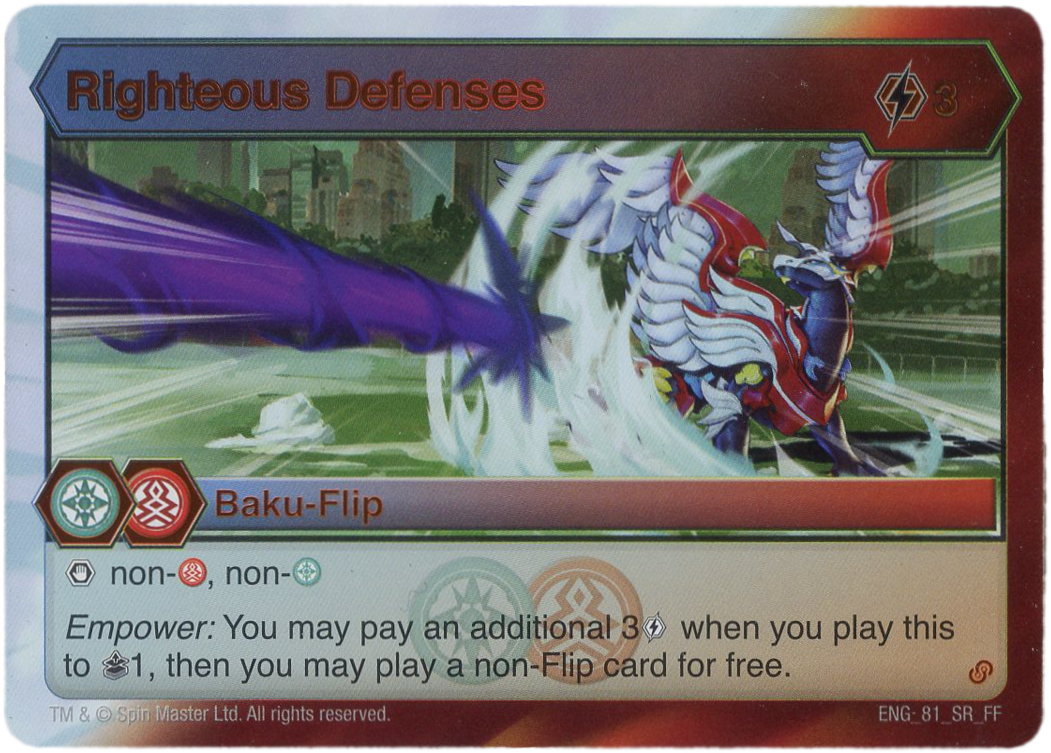 Righteous Defenses 3
Baku-Flip
non-, non-
Empower: You may pay an additional 3 when you play this
to 1, then you may play a non-Flip card for free.
TM & © Spin Master Ltd. All rights reserved. ENG- 81_SR_FF